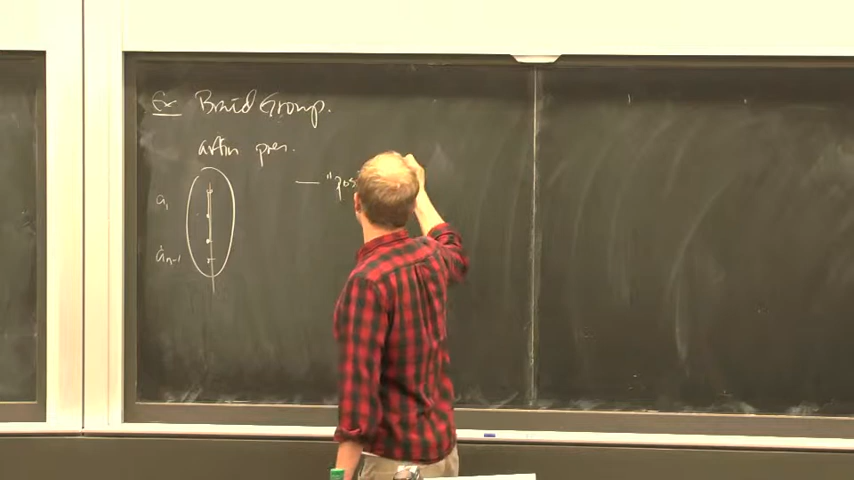 Ex Braid Group.
artin pres.
— "pos
a₁
aₙ₋₁